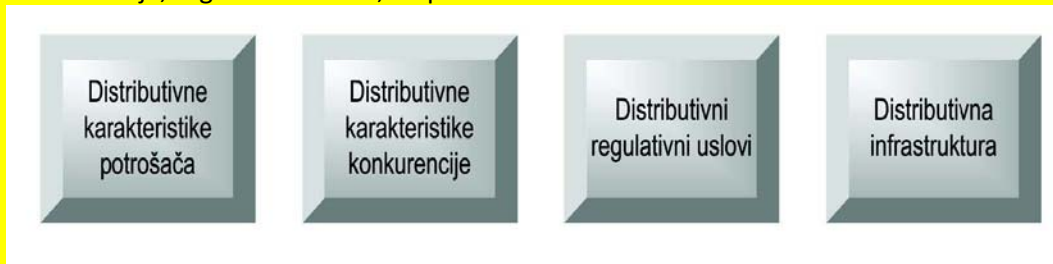 Distributivne
karakteristike
potrošača
Distributivne
karakteristike
konkurencije
Distributivni
regulativni uslovi
Distributivna
infrastruktura